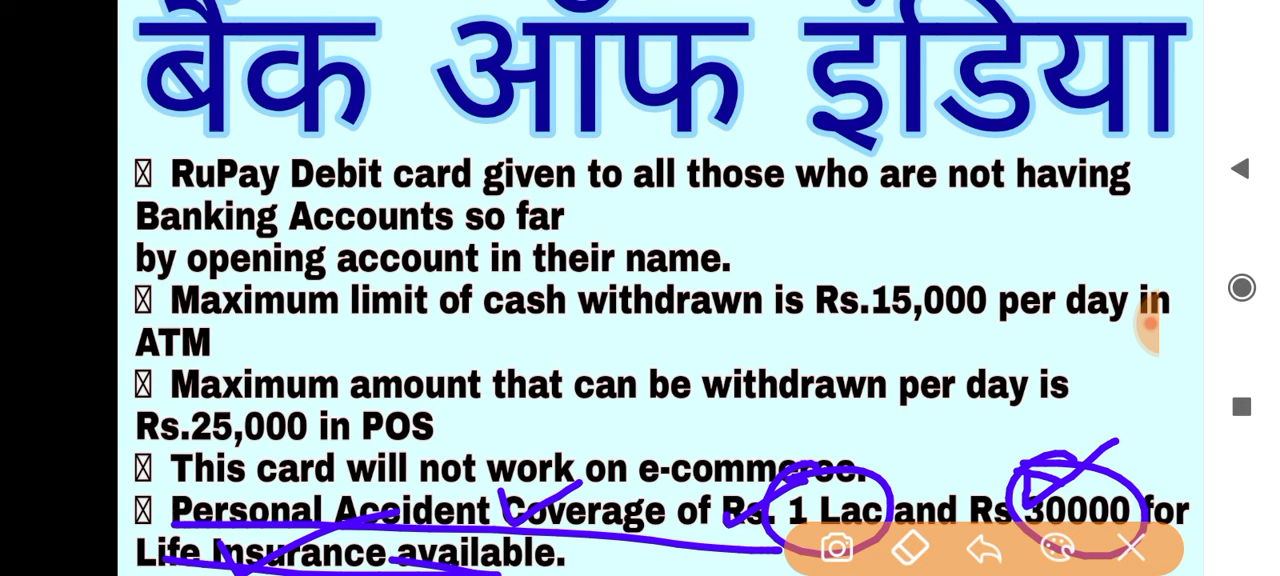 बैंक ऑफ इंडिया
RuPay Debit card given to all those who are not having
Banking Accounts so far
by opening account in their name.
Maximum limit of cash withdrawn is Rs.15,000 per day in
ATM
Maximum amount that can be withdrawn per day is
Rs.25,000 in POS
This card will not work on e-commerce.
Personal Accident Coverage of Rs. 1 Lac and Rs 30000 for
Life Insurance available.